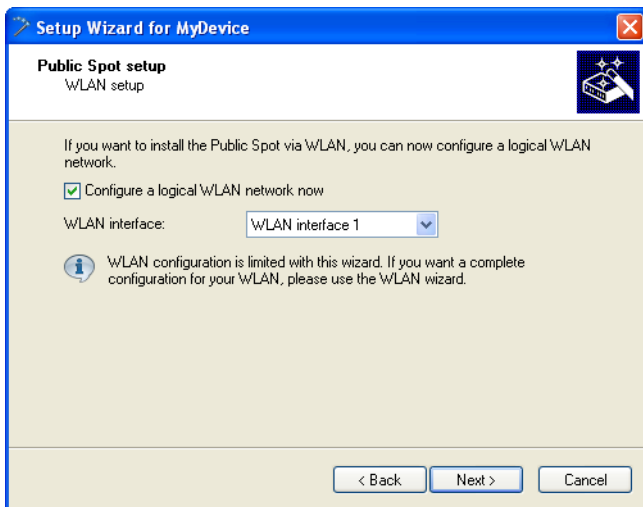 Setup Wizard for MyDevice
Public Spot setup
WLAN setup
If you want to install the Public Spot via WLAN, you can now configure a logical WLAN
network.
Configure a logical WLAN network now
WLAN interface:
WLAN interface 1
WLAN configuration is limited with this wizard. If you want a complete
configuration for your WLAN, please use the WLAN wizard.
< Back
Next >
Cancel